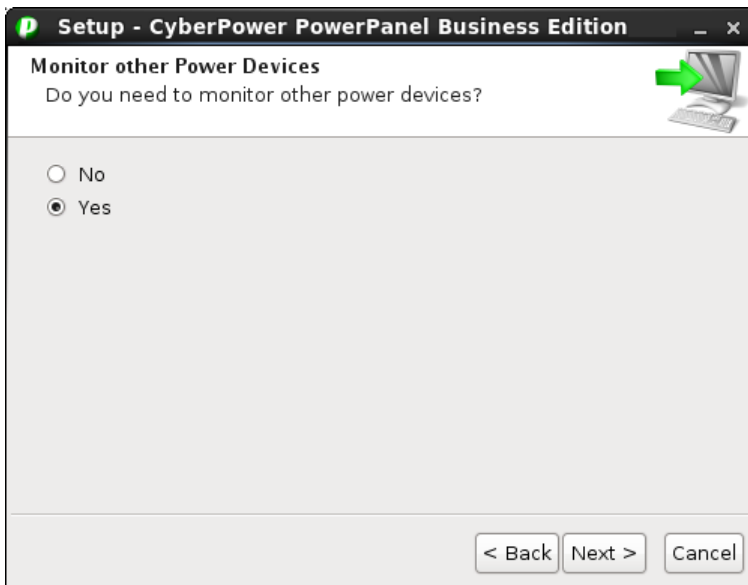 Setup - CyberPower PowerPanel Business Edition
Monitor other Power Devices
Do you need to monitor other power devices?
No
Yes
< Back Next > Cancel